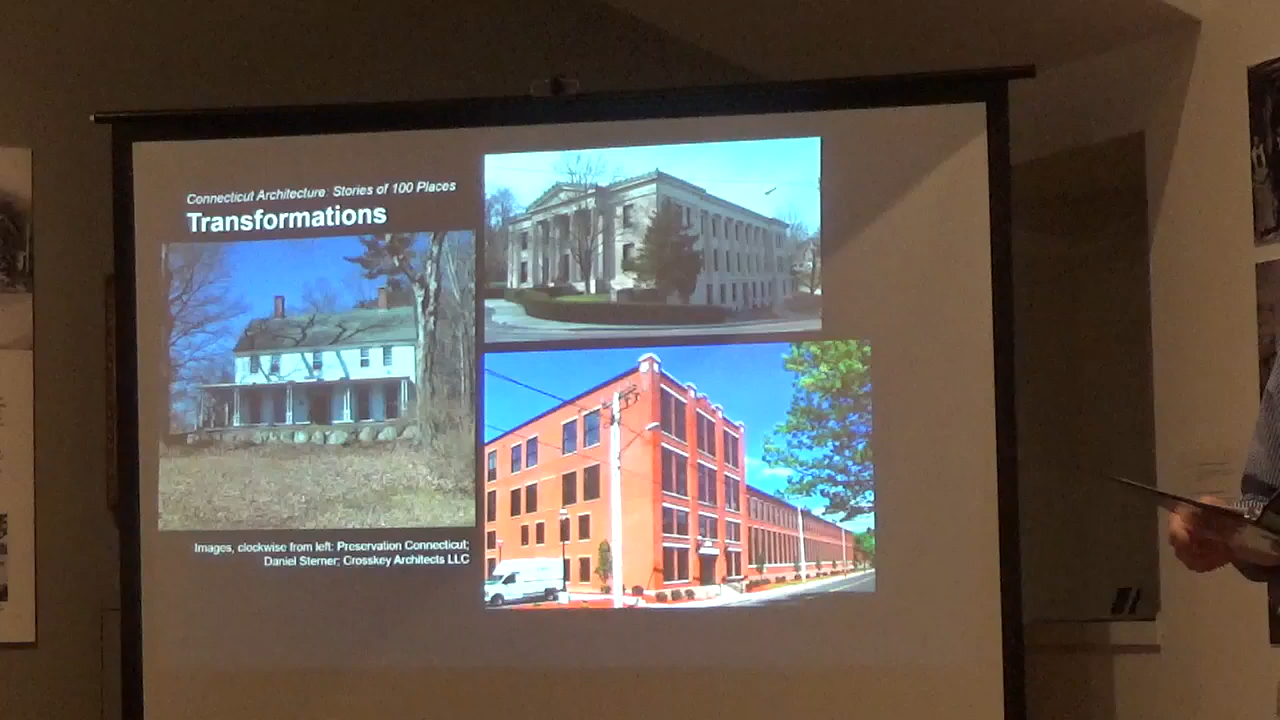 Connecticut Architecture: Stories of 100 Places
Transformations
Images, clockwise from left: Preservation Connecticut;
Daniel Sterner; Crosskey Architects LLC